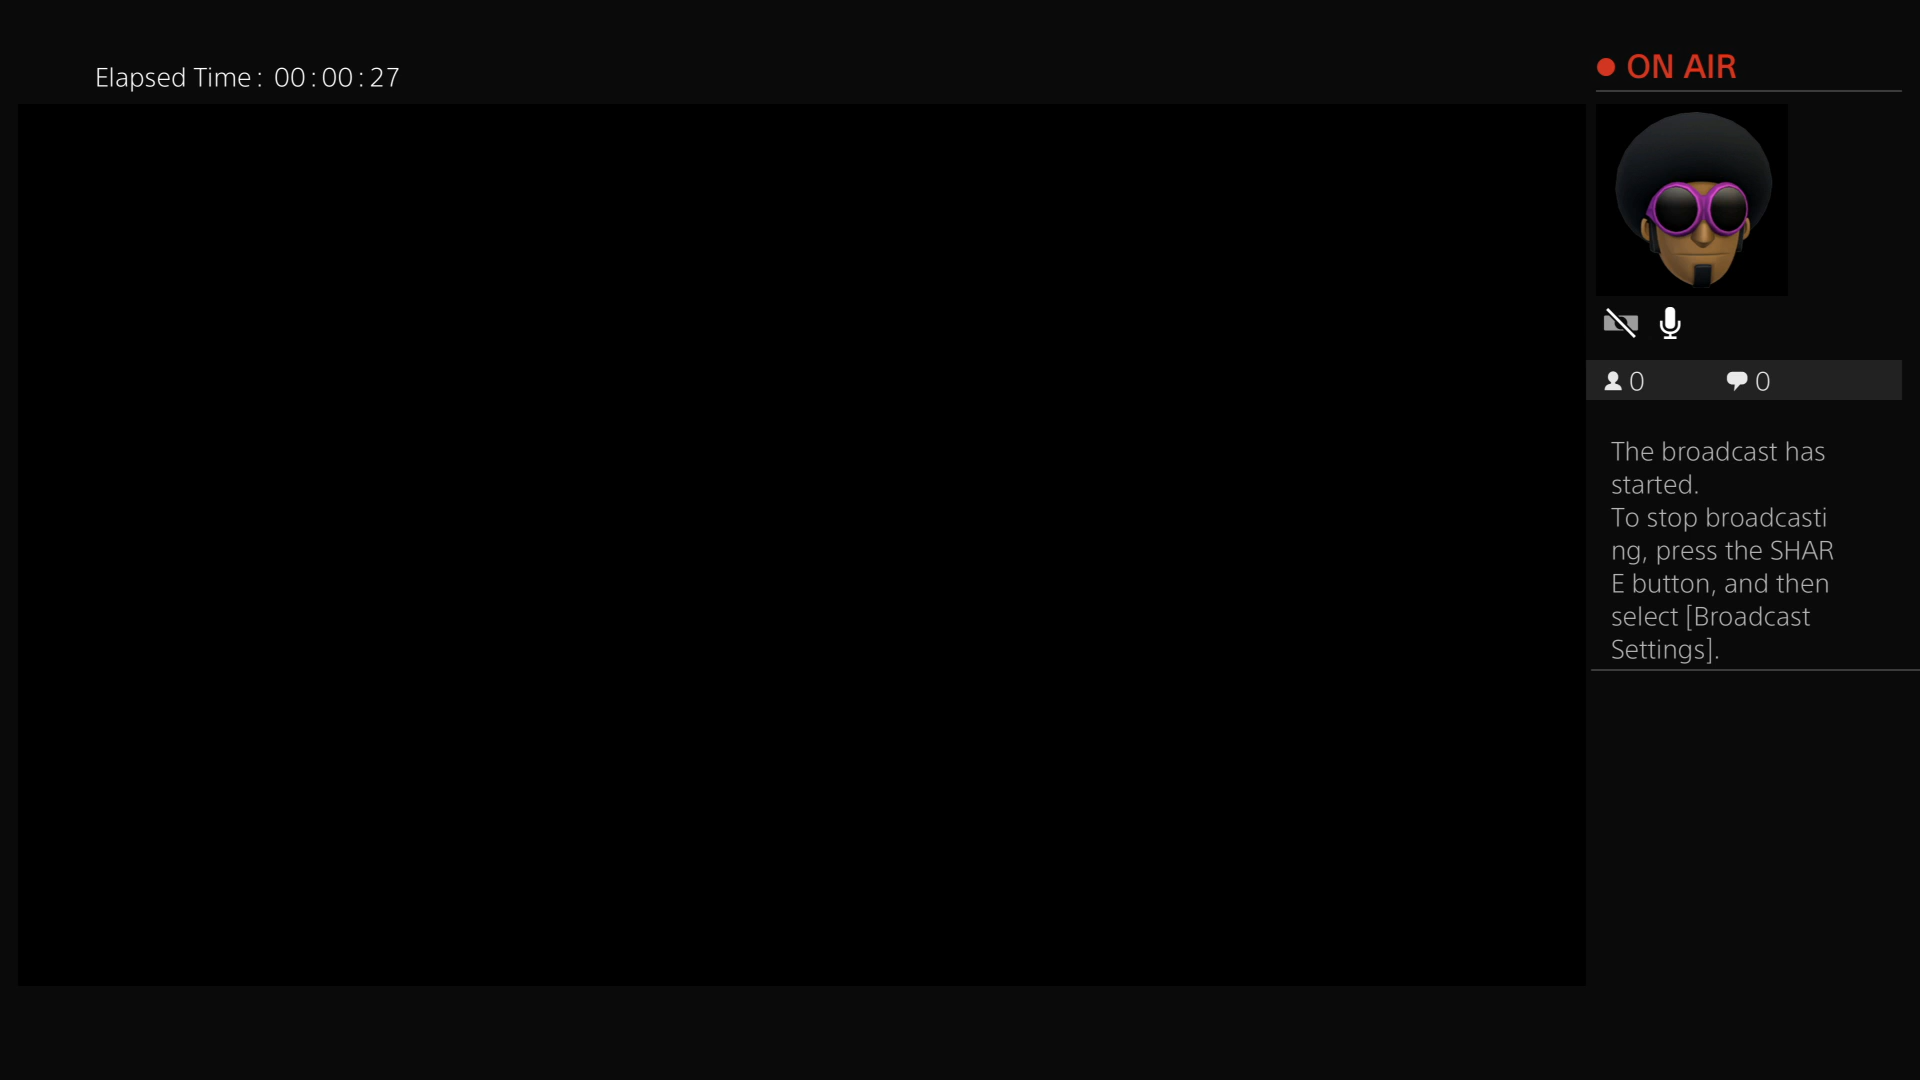 Elapsed Time: 00:00:27
ON AIR
0 0
The broadcast has
started.
To stop broadcasti
ng, press the SHAR
E button, and then
select [Broadcast
Settings].